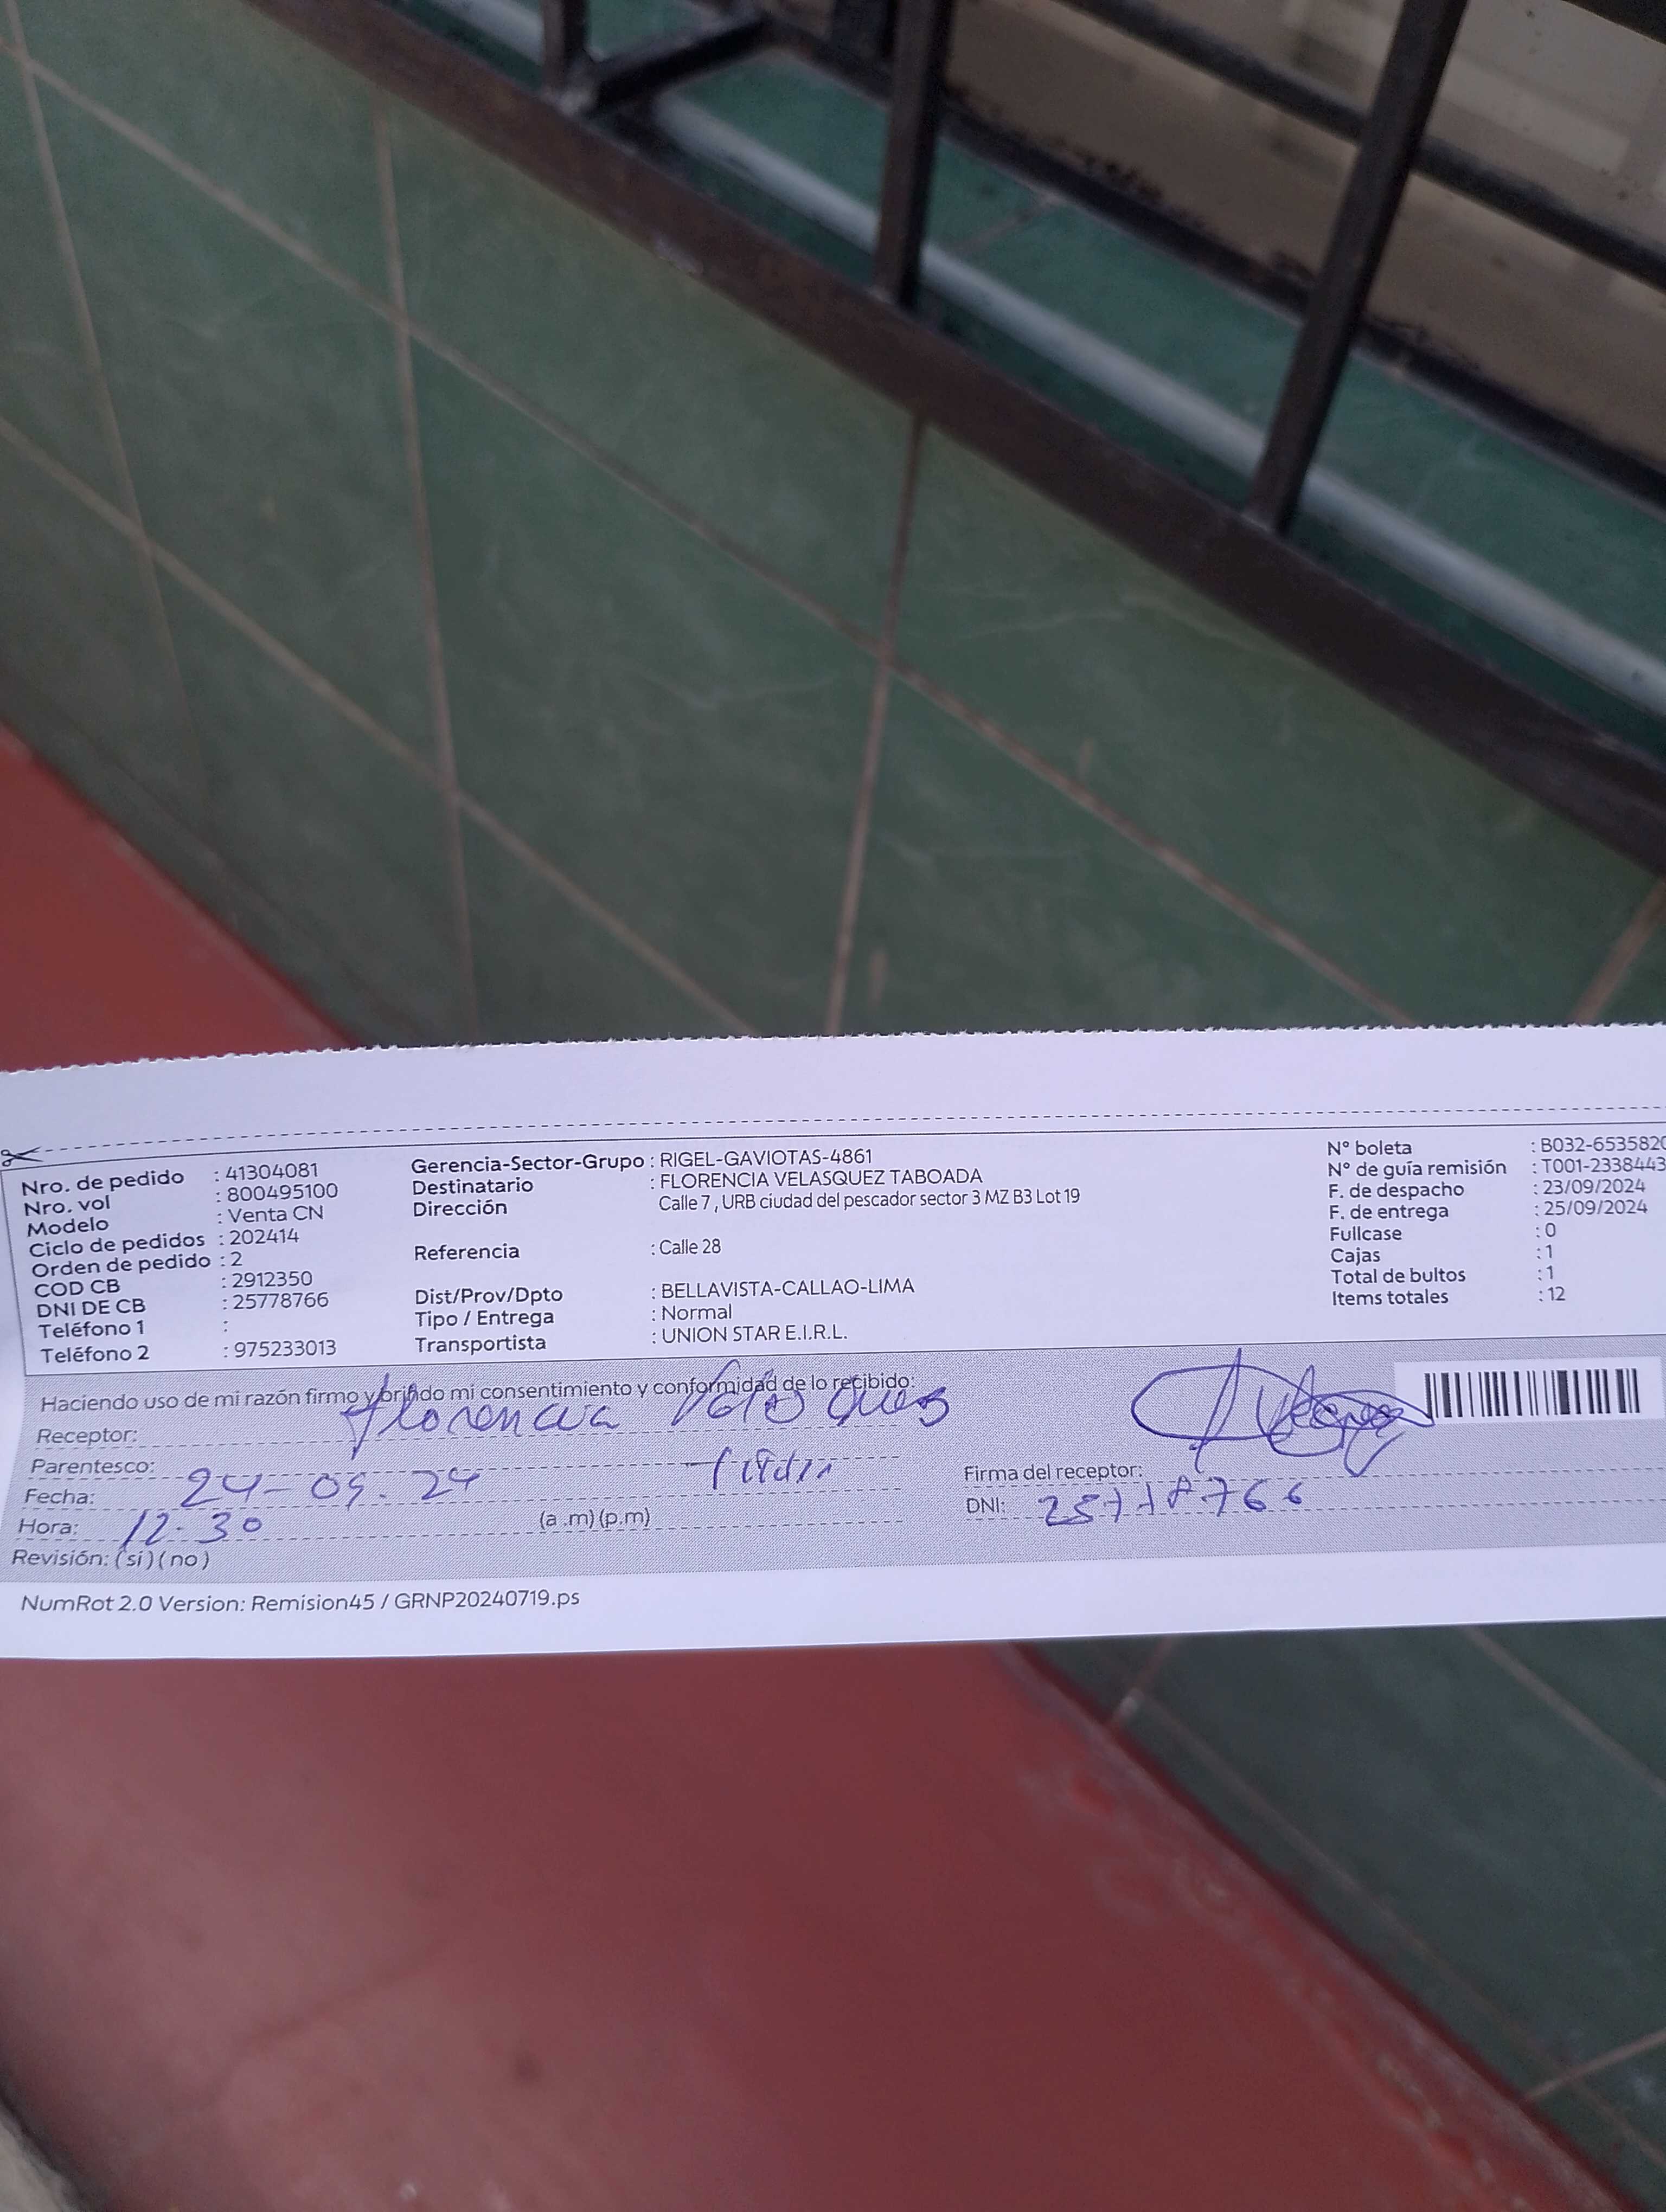 Nro. de pedido : 41304081
Nro. vol : 800495100
Modelo : Venta CN
Ciclo de pedidos : 202414
Orden de pedido : 2
COD CB : 2912350
DNI DE CB : 25778766
Teléfono 1 :
Teléfono 2 : 975233013
Gerencia-Sector-Grupo : RIGEL-GAVIOTAS-4861
Destinatario : FLORENCIA VELASQUEZ TABOADA
Dirección Calle 7 , URB ciudad del pescador sector 3 MZ B3 Lot 19
Referencia : Calle 28
Dist/Prov/Dpto : BELLAVISTA-CALLAO-LIMA
Tipo / Entrega : Normal
Transportista : UNION STAR E.I.R.L.
N° boleta : B032-6535820
N° de guía remisión : T001-2338443
F. de despacho : 23/09/2024
F. de entrega : 25/09/2024
Fullcase : 0
Cajas : 1
Total de bultos : 1
Items totales : 12
Haciendo uso de mi razón firmo y brindo mi consentimiento y conformidad de lo recibido:
Receptor: Florencia
Parentesco:
Fecha: 24-09-24
Hora: 12-30 (a .m) (p.m)
Revisión: (si) ( no )
Firma del receptor:
DNI: 25778766
NumRot 2.0 Version: Remision45 / GRNP20240719.ps